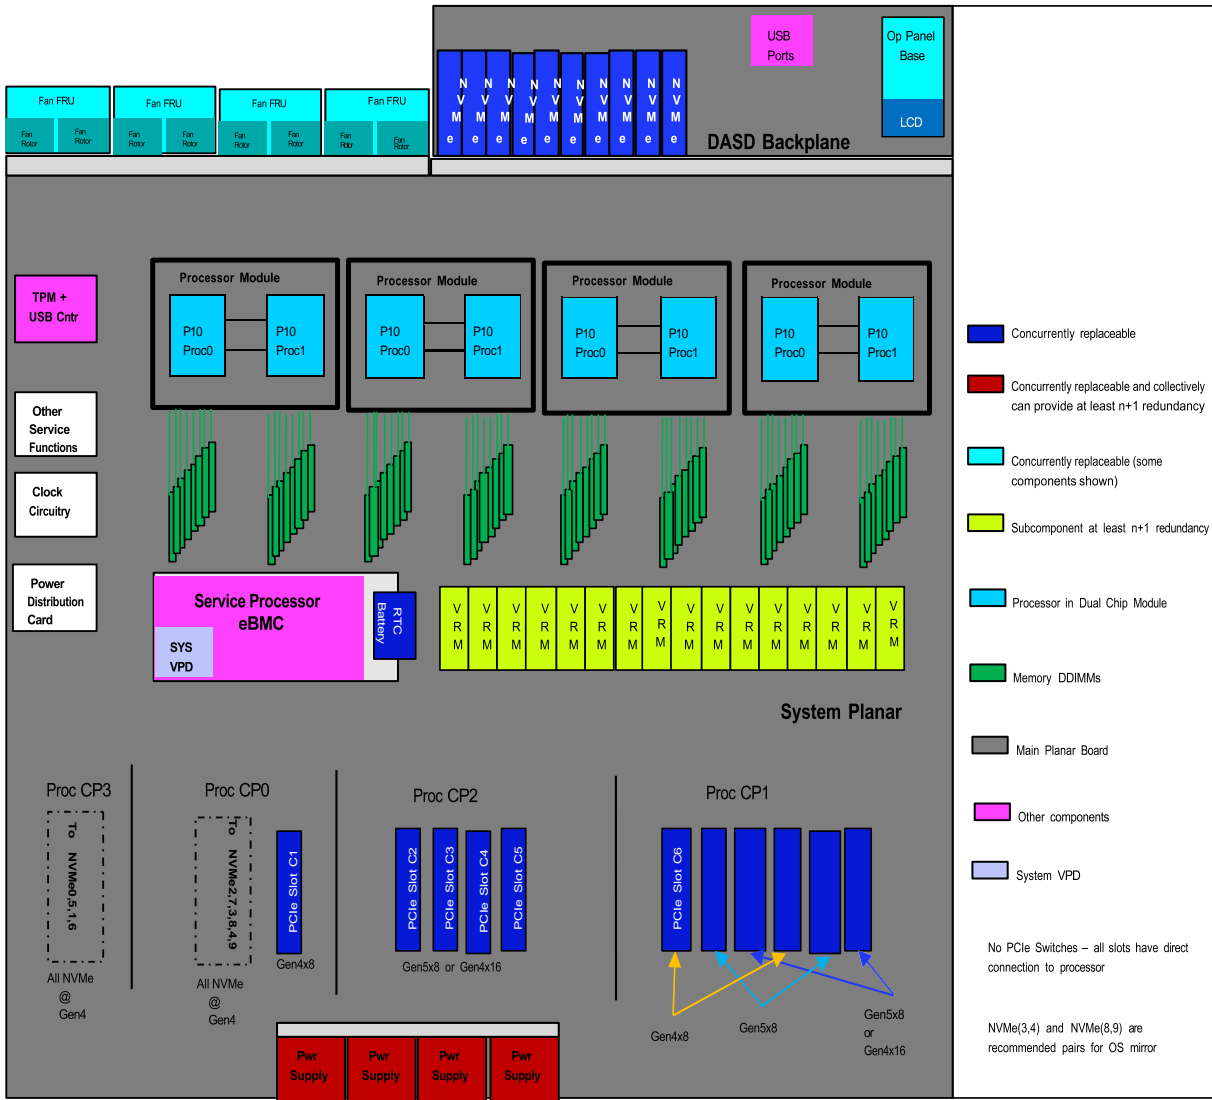 USB
Ports
Op Panel
Base
LCD
N
V
M
e
N
V
M
e
N
V
M
e
N
V
M
e
N
V
M
e
N
V
M
e
N
V
M
e
N
V
M
e
N
V
M
e
N
V
M
e
DASD Backplane
Fan FRU
Fan FRU
Fan FRU
Fan FRU
Fan
Rotor
Fan
Rotor
Fan
Rotor
Fan
Rotor
Fan
Rotor
Fan
Rotor
Fan
Rotor
Fan
Rotor
Processor Module
Processor Module
Processor Module
Processor Module
P10
Proc0
P10
Proc1
P10
Proc0
P10
Proc1
P10
Proc0
P10
Proc1
P10
Proc0
P10
Proc1
TPM +
USB Cntr
Other
Service
Functions
Clock
Circuitry
Power
Distribution
Card
Service Processor
eBMC
SYS
VPD
RTC
Battery
V
R
M
V
R
M
V
R
M
V
R
M
V
R
M
V
R
M
V
R
M
V
R
M
V
R
M
V
R
M
V
R
M
V
R
M
V
R
M
V
R
M
V
R
M
V
R
M
System Planar
Proc CP3
To NVMe0,5,1,6
All NVMe
@
Gen4
Proc CP0
To NVMe2,7,3,8,4,9
All NVMe
@
Gen4
PCIe Slot C1
Gen4x8
Proc CP2
PCIe Slot C2
PCIe Slot C3
PCIe Slot C4
PCIe Slot C5
Gen5x8 or Gen4x16
Proc CP1
PCIe Slot C6
Gen4x8
Gen5x8
Gen5x8
or
Gen4x16
Pwr
Supply
Pwr
Supply
Pwr
Supply
Pwr
Supply
Concurrently replaceable
Concurrently replaceable and collectively
can provide at least n+1 redundancy
Concurrently replaceable (some
components shown)
Subcomponent at least n+1 redundancy
Processor in Dual Chip Module
Memory DDIMMs
Main Planar Board
Other components
System VPD
No PCIe Switches – all slots have direct
connection to processor
NVMe(3,4) and NVMe(8,9) are
recommended pairs for OS mirror